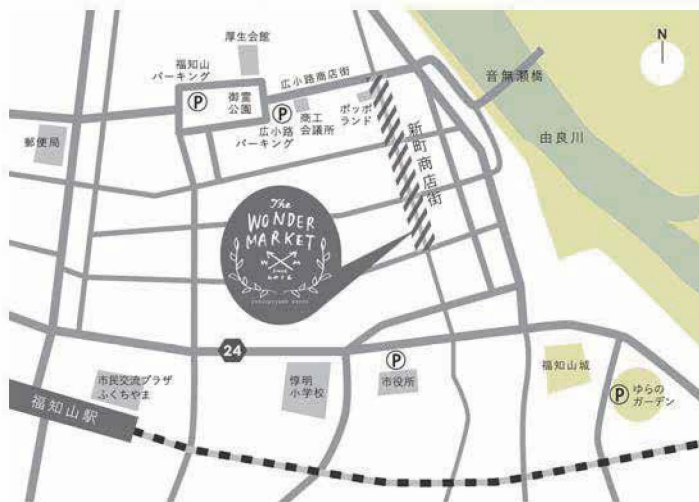 厚生会館
福知山
パーキング
御霊
公園
広小路商店街
広小路
パーキング
商工
会議所
ポッポ
ランド
音無瀬橋
N
由良川
新町商店街
郵便局
The
WONDER
MARKET
W
M
24
市民交流プラザ
ふくちやま
惇明
小学校
P
市役所
福知山城
P
ゆらの
ガーデン
福知山駅
P
P